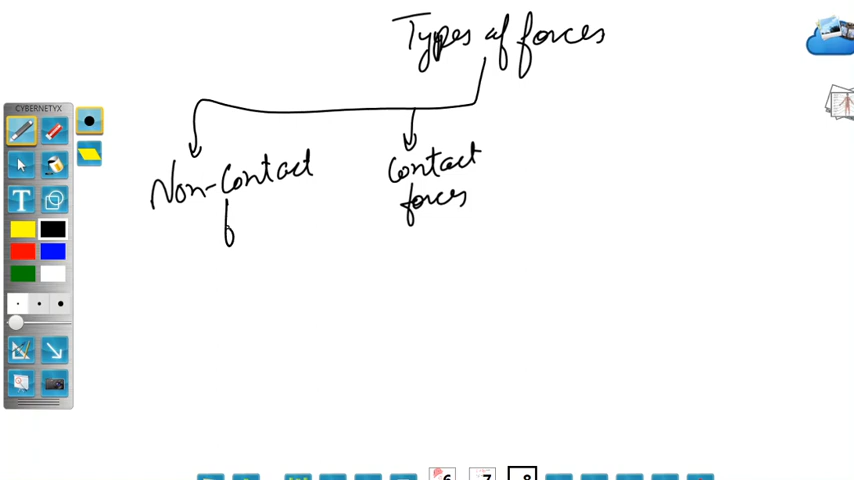 Types of forces
CYBERNETYX
Non-Contact
f
Contact
forces
T
6
7
8